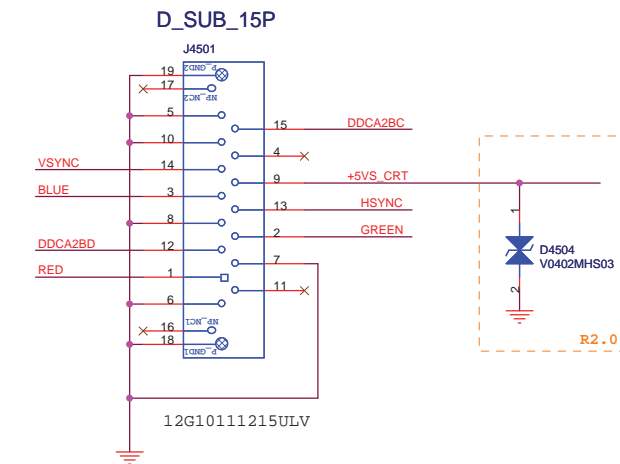 D_SUB_15P
J4501
19
P_GND2
17
NP_NC2
5
15
DDCA2BC
10
4
VSYNC
14
9
+5VS_CRT
BLUE
3
13
HSYNC
1
8
2
GREEN
DDCA2BD
12
7
D4504
V0402MHS03
RED
1
11
2
6
16
NP_NC1
18
P_GND1
R2.0
12G10111215ULV